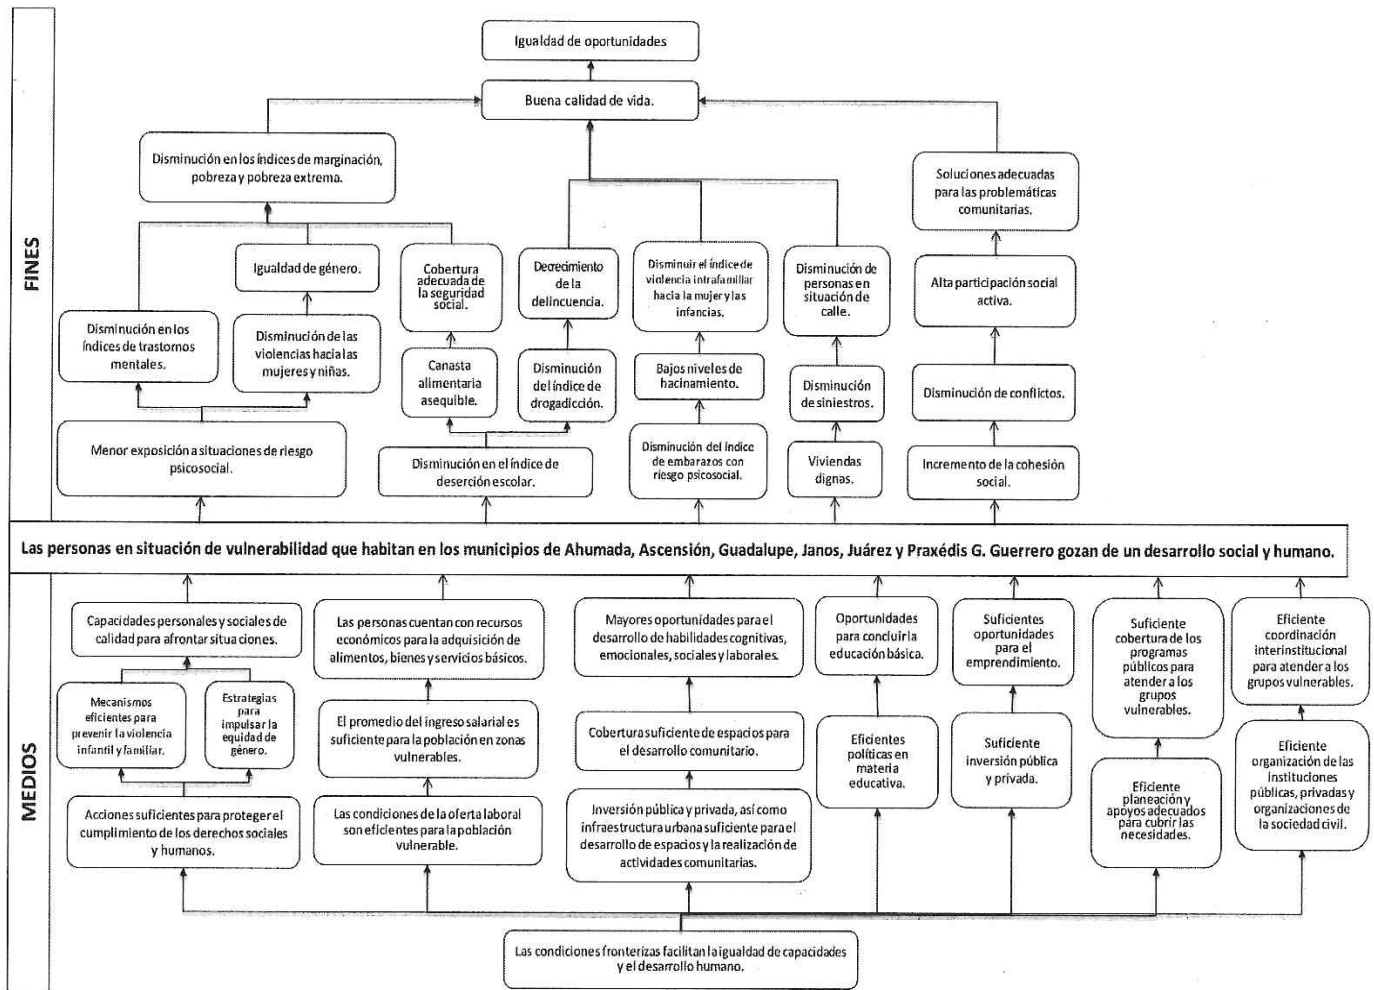 FINES
Igualdad de oportunidades
Buena calidad de vida.
Disminución en los índices de marginación,
pobreza y pobreza extrema.
Soluciones adecuadas
para las problemáticas
comunitarias.
Igualdad de género.
Cobertura
adecuada de
la seguridad
social.
Decrecimiento
de la
delincuencia.
Disminuir el índice de
violencia intrafamiliar
hacia la mujer y las
infancias.
Disminución de
personas en
situación de
calle.
Alta participación social
activa.
Disminución en los
índices de trastornos
mentales.
Disminución de las
violencias hacia las
mujeres y niñas.
Canasta
alimentaria
asequible.
Disminución
del índice de
drogadicción.
Bajos niveles de
hacinamiento.
Disminución
de siniestros.
Disminución de conflictos.
Menor exposición a situaciones de riesgo
psicosocial.
Disminución en el índice de
deserción escolar.
Disminución del índice
de embarazos con
riesgo psicosocial.
Viviendas
dignas.
Incremento de la cohesión
social.
Las personas en situación de vulnerabilidad que habitan en los municipios de Ahumada, Ascensión, Guadalupe, Janos, Juárez y Praxédis G. Guerrero gozan de un desarrollo social y humano.
MEDIOS
Capacidades personales y sociales de
calidad para afrontar situaciones.
Las personas cuentan con recursos
económicos para la adquisición de
alimentos, bienes y servicios básicos.
Mayores oportunidades para el
desarrollo de habilidades cognitivas,
emocionales, sociales y laborales.
Oportunidades
para concluir la
educación básica.
Suficientes
oportunidades
para el
emprendimiento.
Suficiente
cobertura de los
programas
públicos para
atender a los
grupos
vulnerables.
Eficiente
coordinación
interinstitucional
para atender a los
grupos vulnerables.
Mecanismos
eficientes para
prevenir la violencia
infantil y familiar.
Estrategias
para
impulsar la
equidad de
género.
El promedio del ingreso salarial es
suficiente para la población en zonas
vulnerables.
Cobertura suficiente de espacios para
el desarrollo comunitario.
Eficientes
políticas en
materia
educativa.
Suficiente
inversión pública
y privada.
Eficiente
planeación y
apoyos adecuados
para cubrir las
necesidades.
Eficiente
organización de las
instituciones
públicas, privadas y
organizaciones de
la sociedad civil.
Acciones suficientes para proteger el
cumplimiento de los derechos sociales
y humanos.
Las condiciones de la oferta laboral
son eficientes para la población
vulnerable.
Inversión pública y privada, así como
infraestructura urbana suficiente para el
desarrollo de espacios y la realización de
actividades comunitarias.
Las condiciones fronterizas facilitan la igualdad de capacidades
y el desarrollo humano.